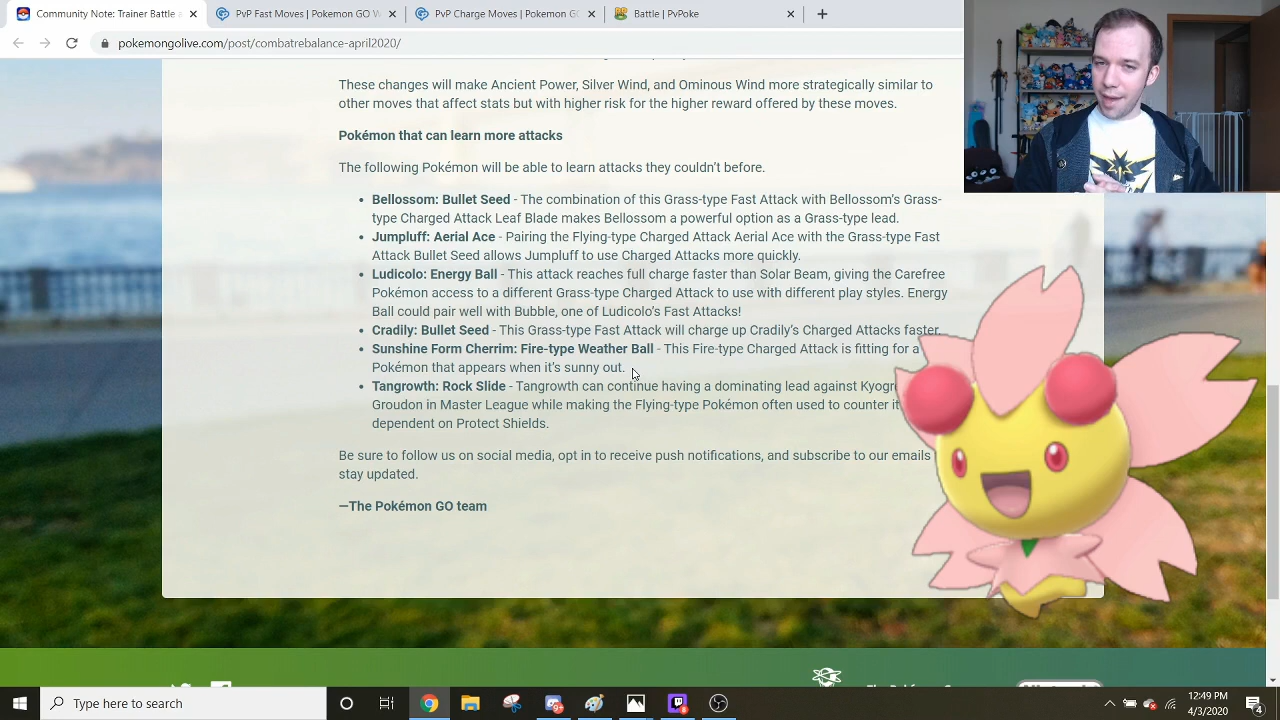 Community Note: Trainer Battle
PvP Fast Moves | Pokemon GO W
PvP Charge Moves | Pokemon GO
Battle | PvPoke
pokemongolive.com/post/combatrebalance-
2020/
These changes will make Ancient Power, Silver Wind, and Ominous Wind more strategically similar to
other moves that affect stats but with higher risk for the higher reward offered by these moves.
Pokémon that can learn more attacks
The following Pokémon will be able to learn attacks they couldn't before.
• Bellossom: Bullet Seed - The combination of this Grass-type Fast Attack with Bellossom's Grass-
type Charged Attack Leaf Blade makes Bellossom a powerful option as a Grass-type lead.
• Jumpluff: Aerial Ace - Pairing the Flying-type Charged Attack Aerial Ace with the Grass-type Fast
Attack Bullet Seed allows Jumpluff to use Charged Attacks more quickly.
• Ludicolo: Energy Ball - This attack reaches full charge faster than Solar Beam, giving the Carefree
Pokémon access to a different Grass-type Charged Attack to use with different play styles. Energy
Ball could pair well with Bubble, one of Ludicolo's Fast Attacks!
• Cradily: Bullet Seed - This Grass-type Fast Attack will charge up Cradily's Charged Attacks faster.
• Sunshine Form Cherrim: Fire-type Weather Ball - This Fire-type Charged Attack is fitting for a
Pokémon that appears when it's sunny out.
• Tangrowth: Rock Slide - Tangrowth can continue having a dominating lead against Kyogr
Groudon in Master League while making the Flying-type Pokémon often used to counter it
dependent on Protect Shields.
Be sure to follow us on social media, opt in to receive push notifications, and subscribe to our emails
stay updated.
—The Pokémon GO team
Type here to search
12:49 PM
4/3/2020
4